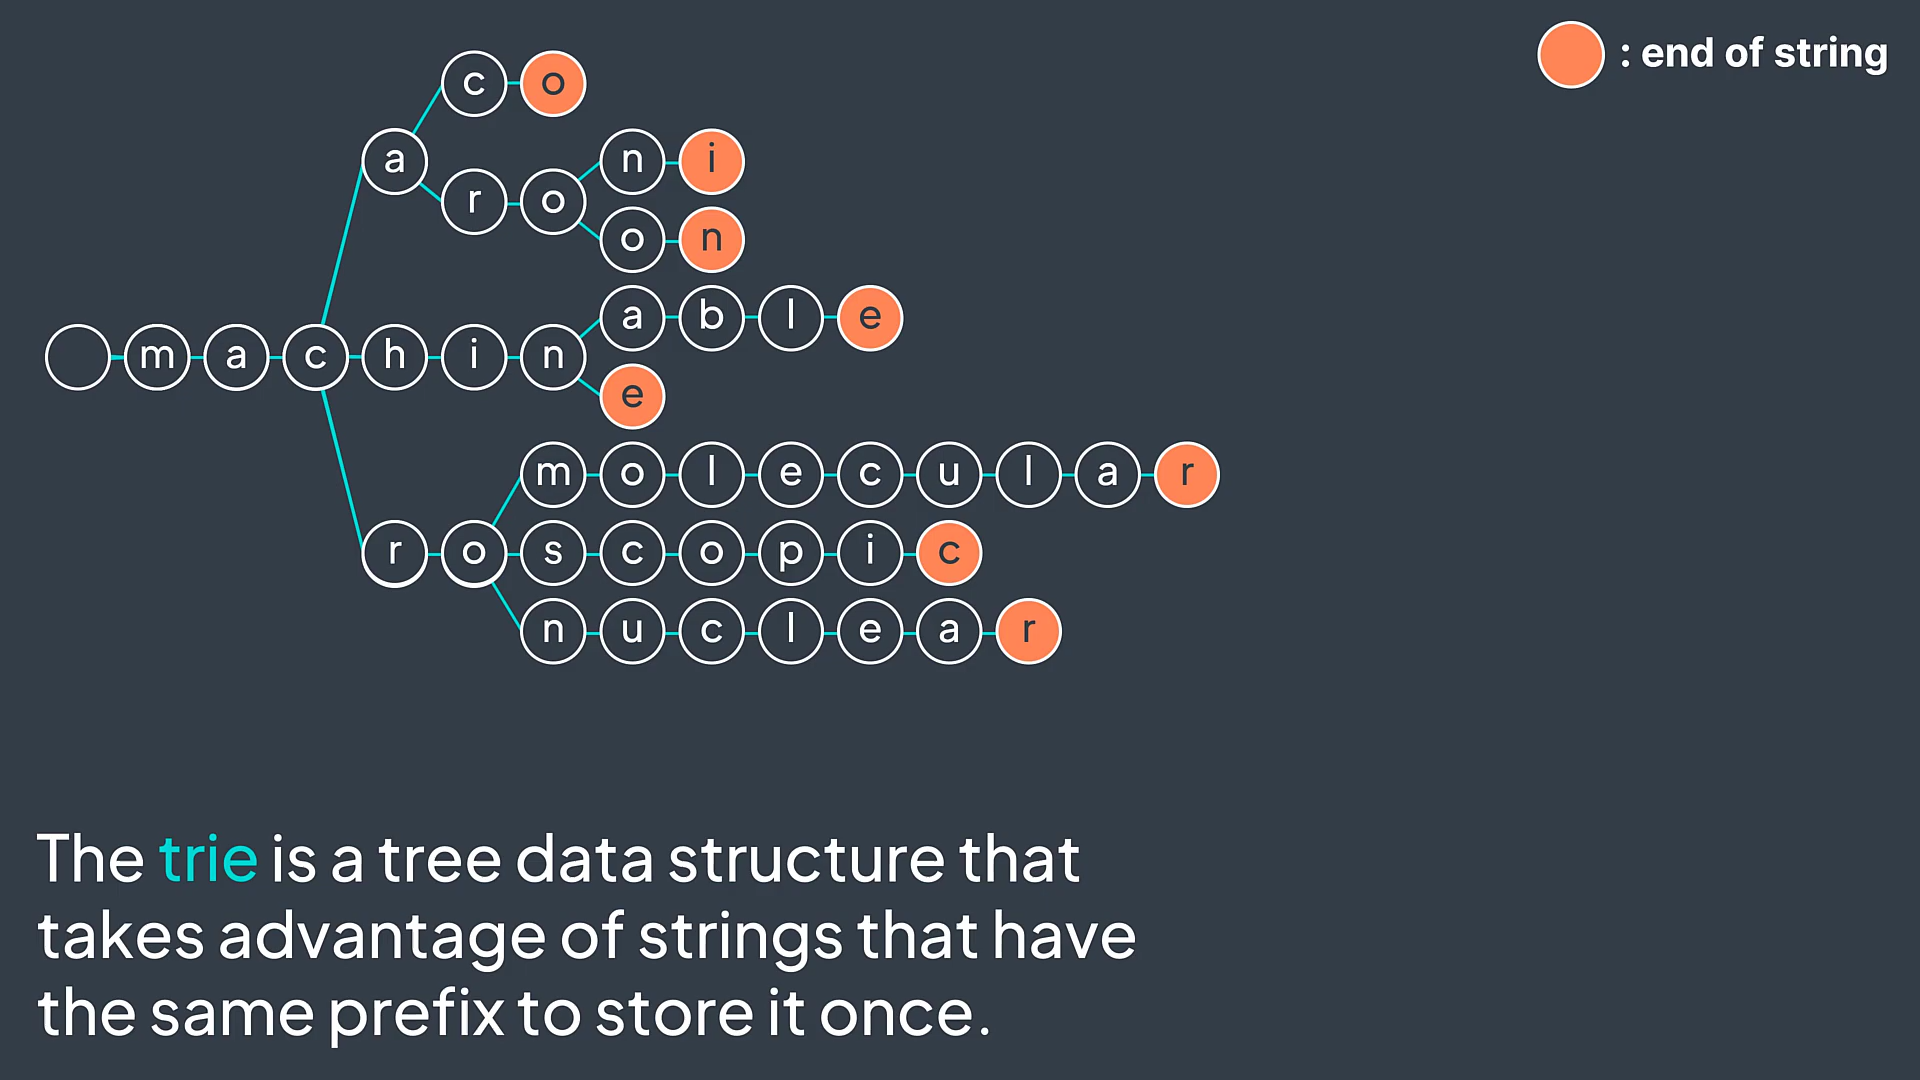 : end of string
c o
a
n i
r o
o n
a b l e
m a c h i n
e
m o l e c u l a r
r o s c o p i c
n u c l e a r
The trie is a tree data structure that
takes advantage of strings that have
the same prefix to store it once.